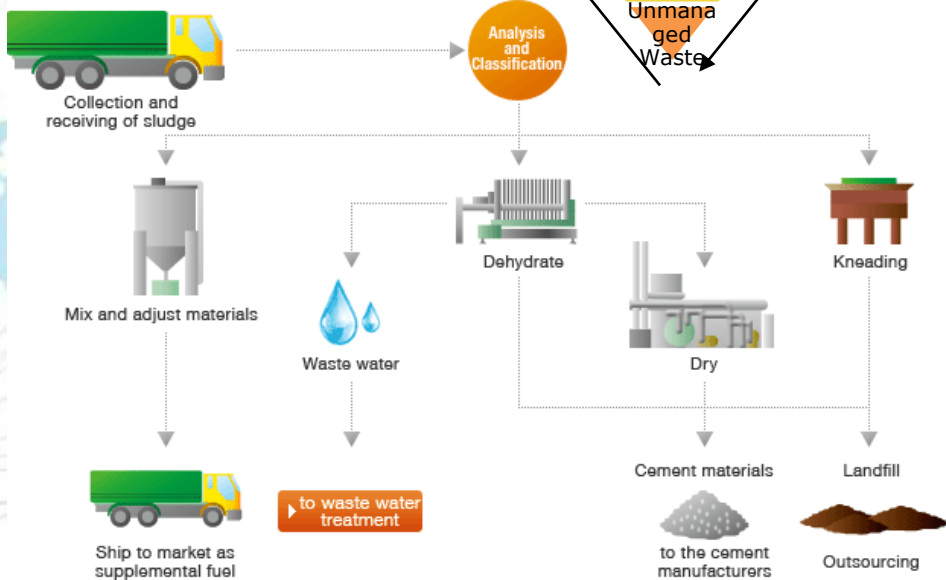 Unmana
ged
Waste
Analysis
and
Classification
Collection and
receiving of sludge
Mix and adjust materials
Dehydrate
Kneading
Waste water
Dry
Cement materials
Landfill
to waste water
treatment
Ship to market as
supplemental fuel
to the cement
manufacturers
Outsourcing